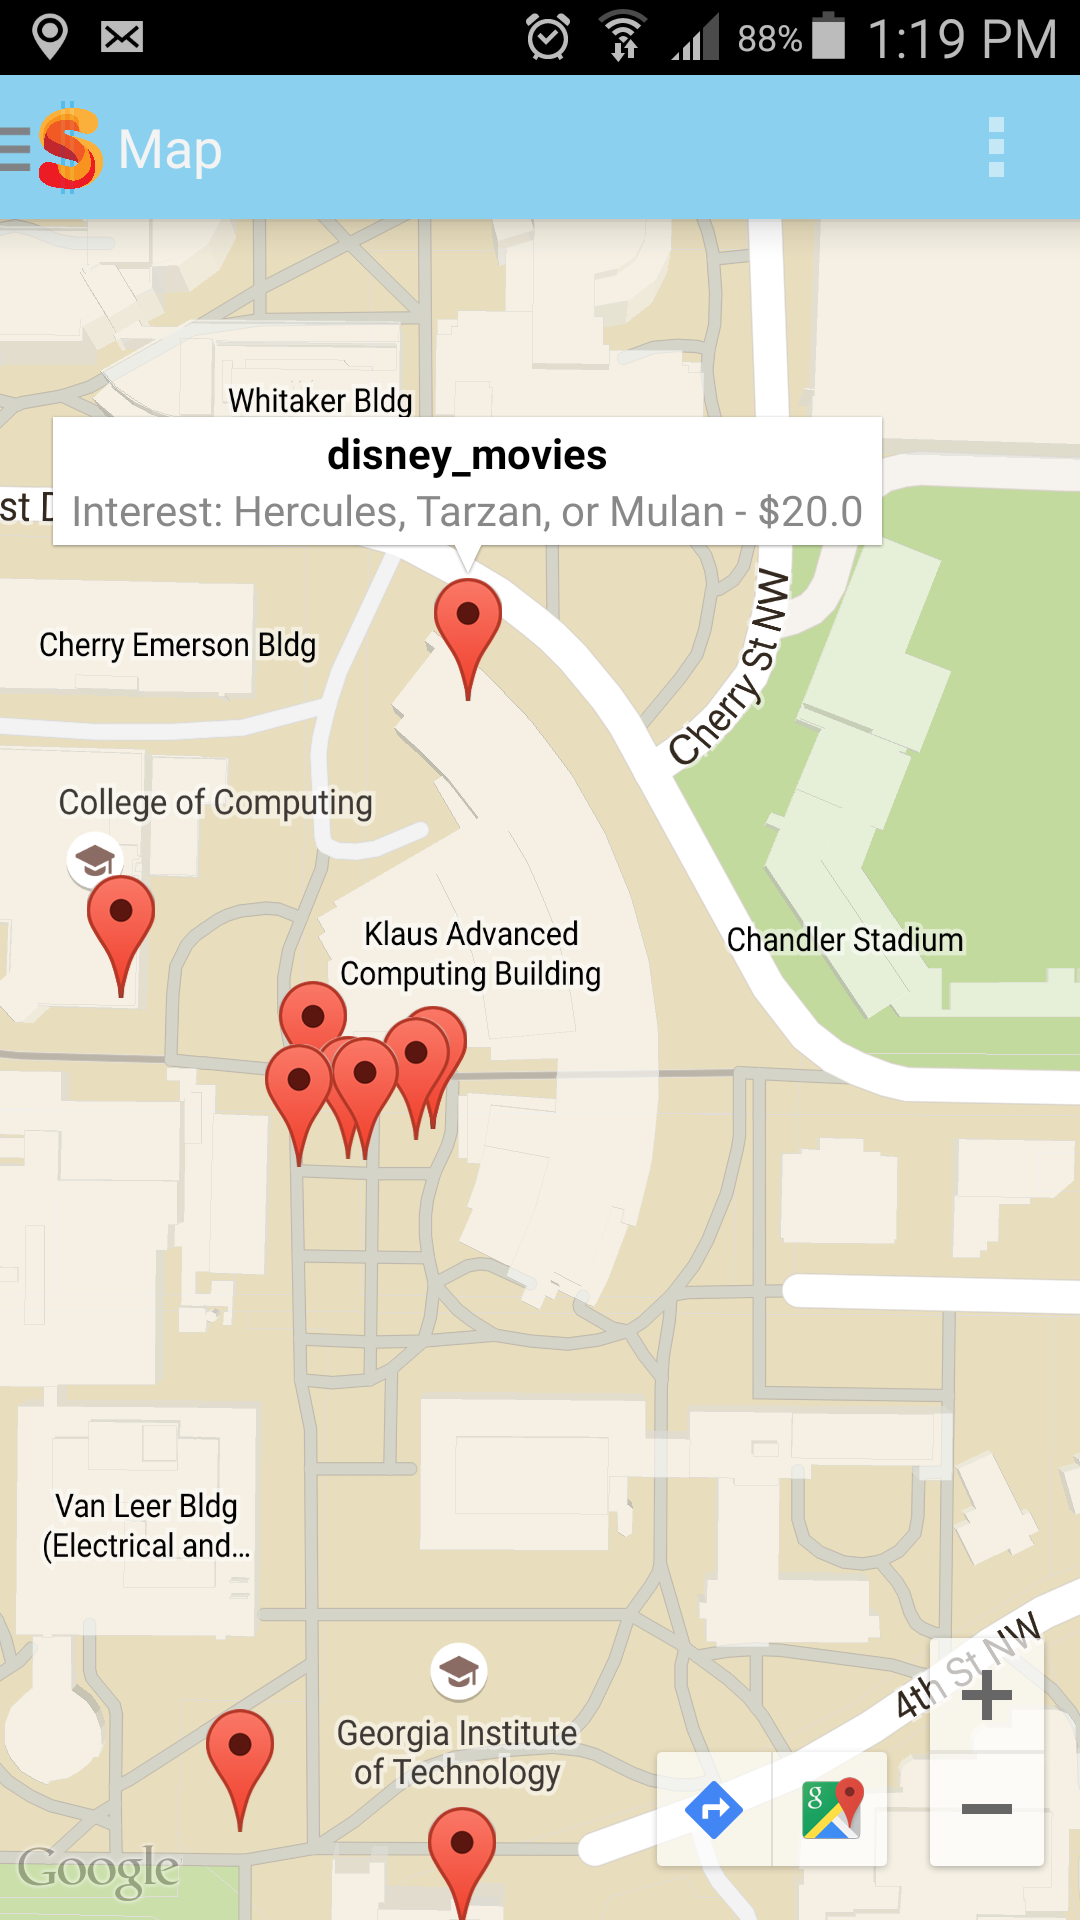 88% 1:19 PM
Map
Whitaker Bldg
disney_movies
Interest: Hercules, Tarzan, or Mulan - $20.0
st D
Cherry St NW
Cherry Emerson Bldg
College of Computing
Klaus Advanced
Computing Building
Chandler Stadium
Van Leer Bldg
(Electrical and...
4th St NW
Georgia Institute
of Technology
g
Google